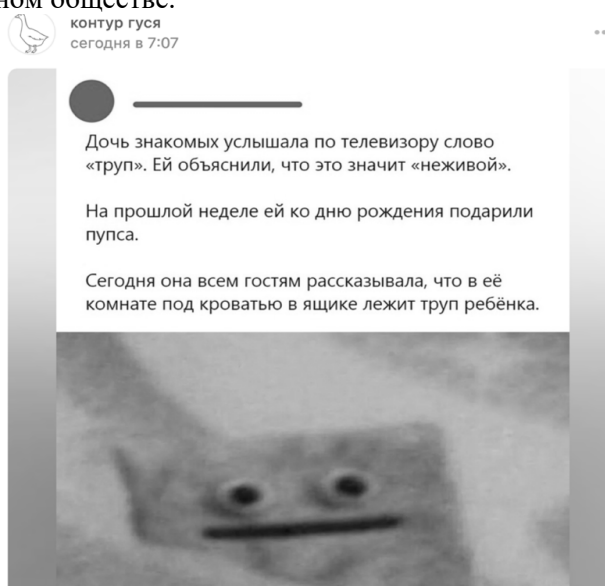 ном обществе.
контур гуся
сегодня в 7:07
Дочь знакомых услышала по телевизору слово
«труп». Ей объяснили, что это значит «неживой».
На прошлой неделе ей ко дню рождения подарили
пупса.
Сегодня она всем гостям рассказывала, что в её
комнате под кроватью в ящике лежит труп ребёнка.